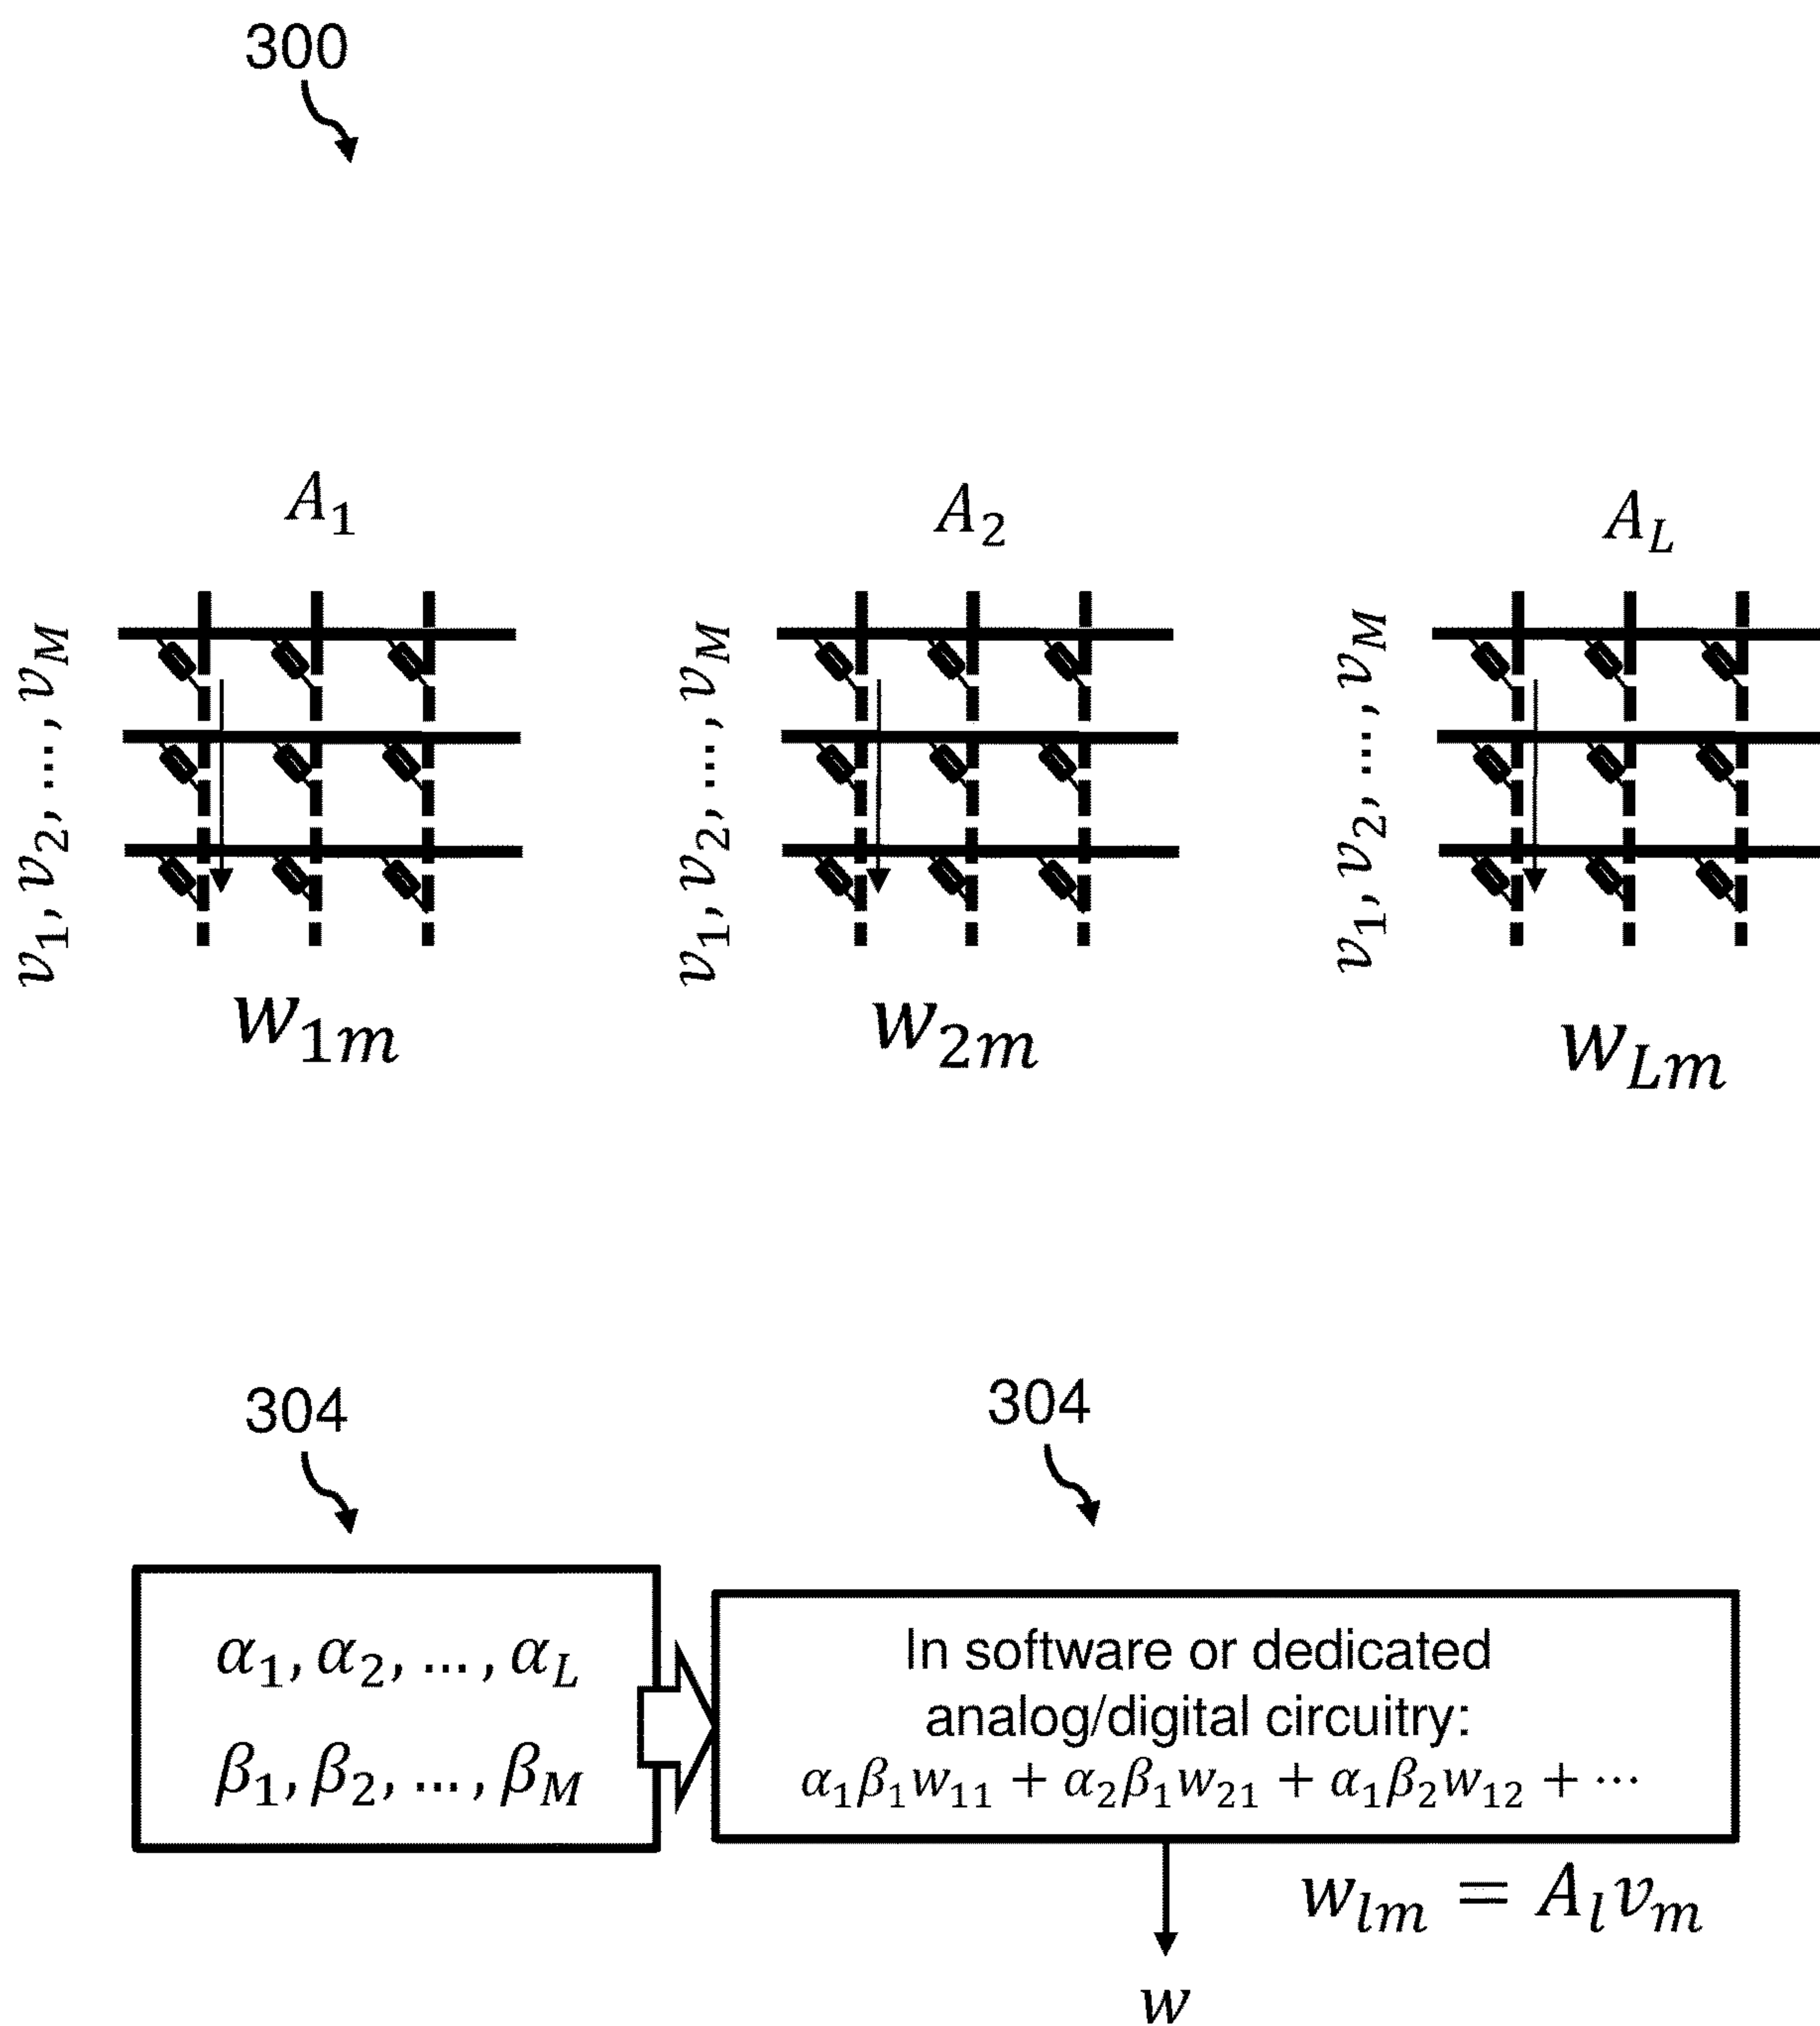 300
A₁ A₂ A_L
v₁, v₂, …, v_M v₁, v₂, …, v_M v₁, v₂, …, v_M
w₁ₘ w₂ₘ w_Lm
304 304
α₁, α₂, …, α_L
β₁, β₂, …, β_M
In software or dedicated
analog/digital circuitry:
α₁β₁w₁₁ + α₂β₁w₂₁ + α₁β₂w₁₂ + ⋯
w_lm = A_l v_m
w